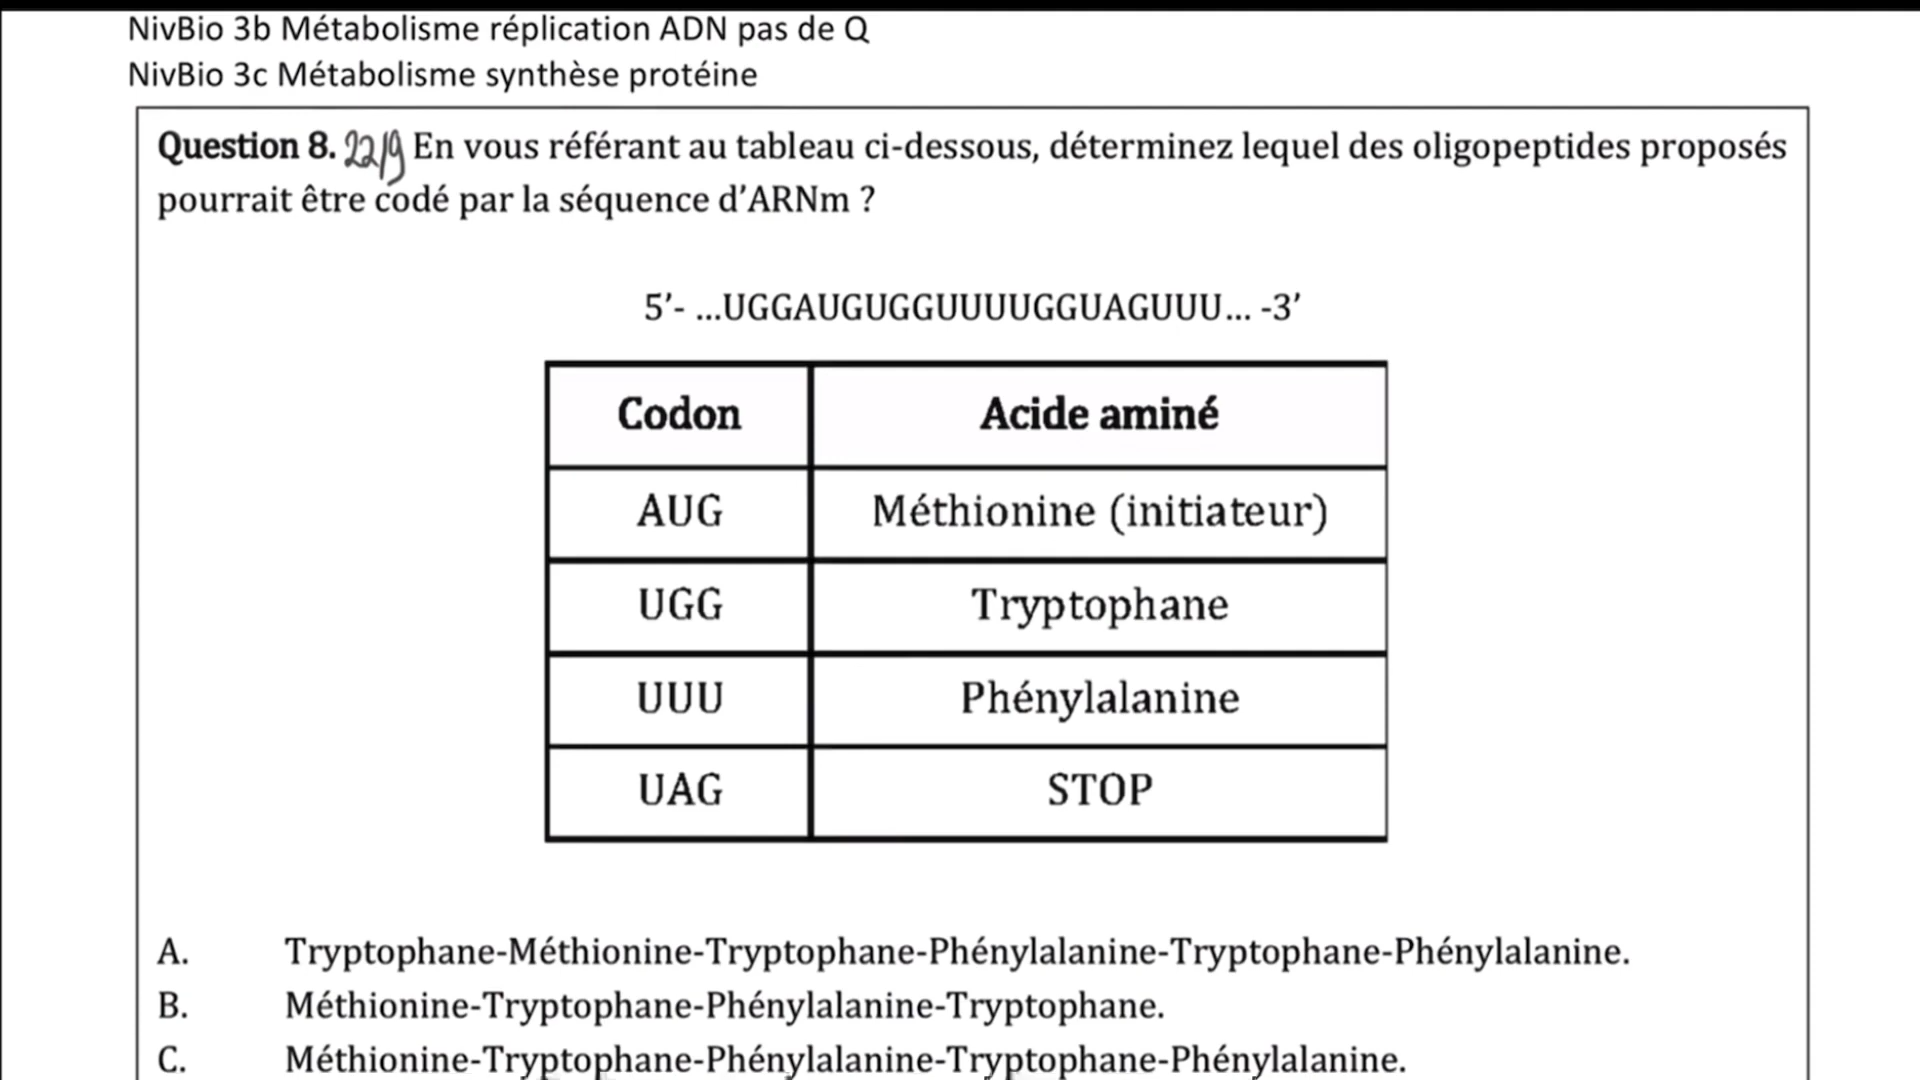 NivBio 3b Métabolisme réplication ADN pas de Q
NivBio 3c Métabolisme synthèse protéine
Question 8. 22/9 En vous référant au tableau ci-dessous, déterminez lequel des oligopeptides proposés
pourrait être codé par la séquence d’ARNm ?
5’- ...UGGAUGUGGUUUUGGUAGUUU... -3’
Codon Acide aminé
AUG Méthionine (initiateur)
UGG Tryptophane
UUU Phénylalanine
UAG STOP
A. Tryptophane-Méthionine-Tryptophane-Phénylalanine-Tryptophane-Phénylalanine.
B. Méthionine-Tryptophane-Phénylalanine-Tryptophane.
C. Méthionine-Tryptophane-Phénylalanine-Tryptophane-Phénylalanine.